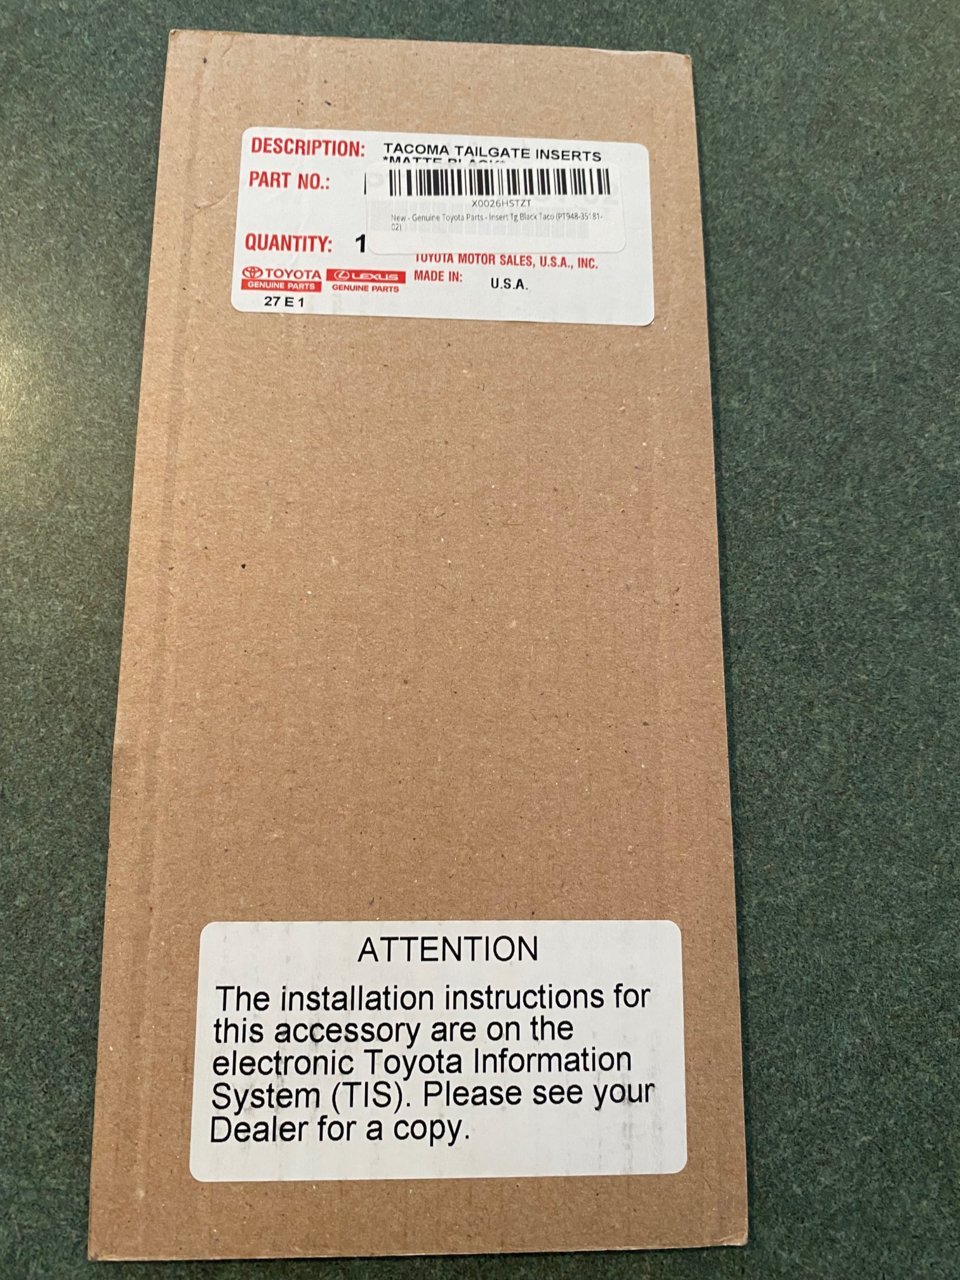 DESCRIPTION: TACOMA TAILGATE INSERTS
*MATTE BLACK*
PART NO.:
X0026HSTZT
New - Genuine Toyota Parts - Insert Tg Black Taco (PT948-35181-
02)
QUANTITY: 1
TOYOTA MOTOR SALES, U.S.A., INC.
TOYOTA LEXUS MADE IN: U.S.A.
GENUINE PARTS GENUINE PARTS
27 E 1
ATTENTION
The installation instructions for
this accessory are on the
electronic Toyota Information
System (TIS). Please see your
Dealer for a copy.